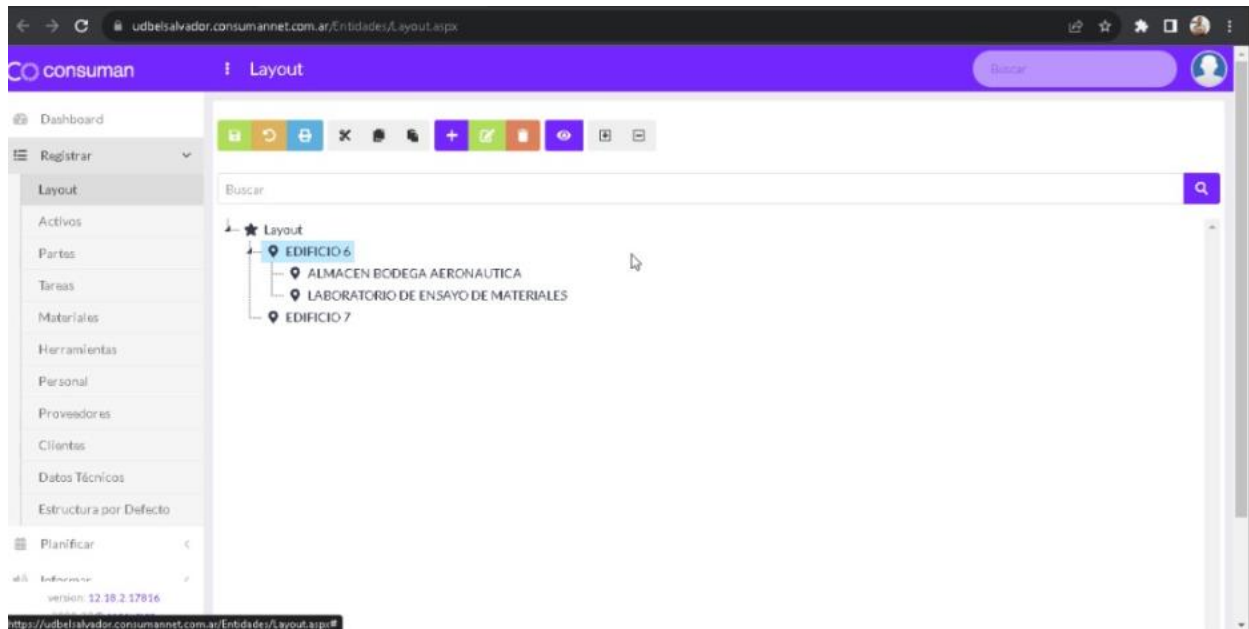 udbelsalvador.consumannet.com.ar/Entidades/Layout.aspx
CO consuman
Layout
Buscar
Dashboard
Registrar
Layout
Buscar
Activos
Layout
Partes
EDIFICIO 6
ALMACEN BODEGA AERONAUTICA
Tareas
LABORATORIO DE ENSAYO DE MATERIALES
Materiales
EDIFICIO 7
Herramientas
Personal
Proveedores
Clientes
Datos Técnicos
Estructura por Defecto
Planificar
Informar
version: 12.18.2.17816
https://udbelsalvador.consumannet.com.ar/Entidades/Layout.aspx#